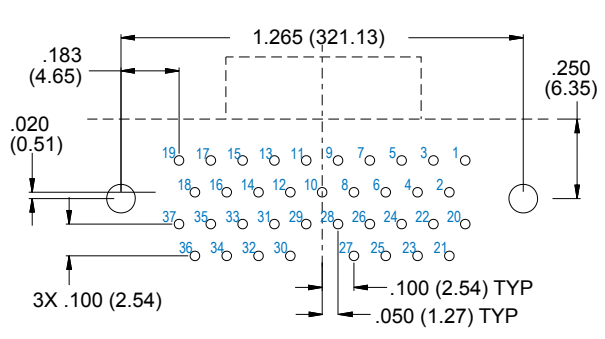 1.265 (321.13)
.183
(4.65)
.250
(6.35)
.020
(0.51)
19 17 15 13 11 9 7 5 3 1
18 16 14 12 10 8 6 4 2
37 35 33 31 29 28 26 24 22 20
36 34 32 30 27 25 23 21
3X .100 (2.54)
.100 (2.54) TYP
.050 (1.27) TYP